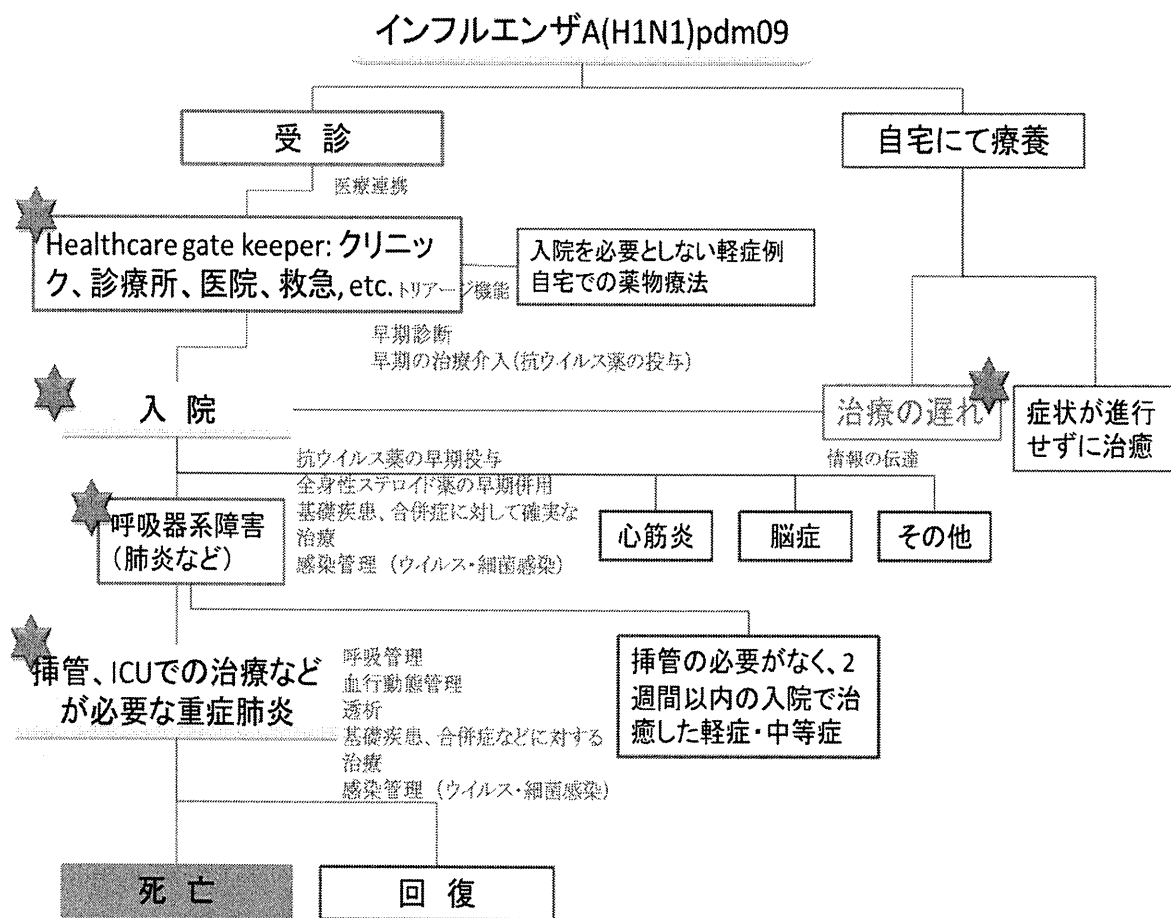 インフルエンザA(H1N1)pdm09
受 診
自宅にて療養
医療連携
Healthcare gate keeper: クリニッ
ク、診療所、医院、救急, etc.
トリアージ機能
入院を必要としない軽症例
自宅での薬物療法
早期診断
早期の治療介入(抗ウイルス薬の投与)
入 院
治療の遅れ
症状が進行
せずに治癒
情報の伝達
抗ウイルス薬の早期投与
全身性ステロイド薬の早期併用
基礎疾患、合併症に対して確実な
治療
感染管理 (ウイルス・細菌感染)
呼吸器系障害
(肺炎など)
心筋炎
脳症
その他
挿管、ICUでの治療など
が必要な重症肺炎
呼吸管理
血行動態管理
透析
基礎疾患、合併症などに対する
治療
感染管理 (ウイルス・細菌感染)
挿管の必要がなく、2
週間以内の入院で治
癒した軽症・中等症
死 亡
回 復